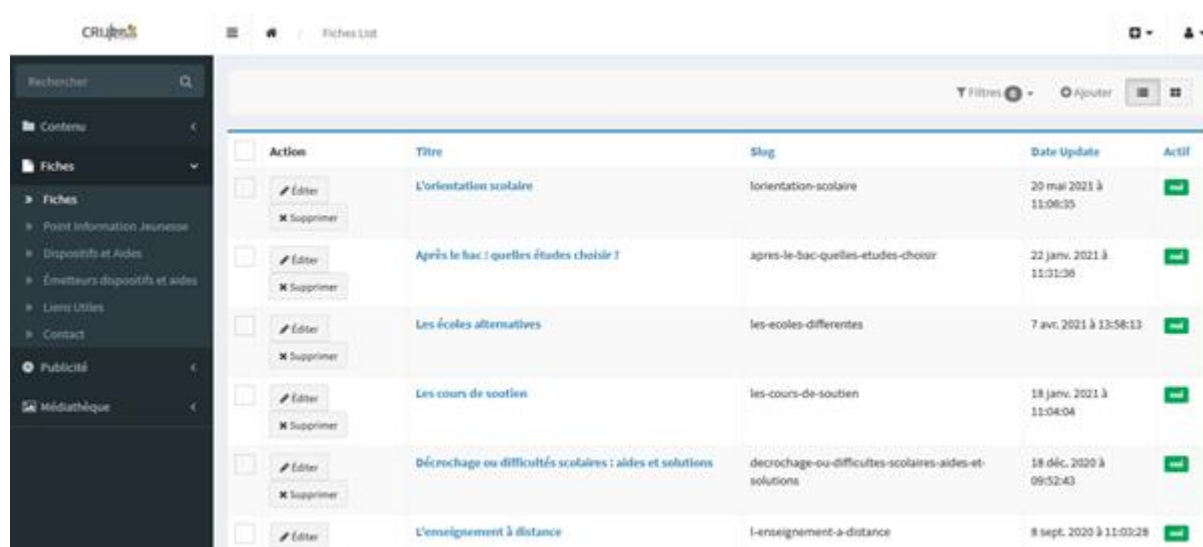 CRIJ
Fiches List
Rechercher
Filtres
Ajouter
Contenu
Fiches
Fiches
Point Information Jeunesse
Dispositifs et Aides
Émetteurs dispositifs et aides
Liens Utiles
Contact
Publicité
Médiathèque
Action Titre Slug Date Update Actif
Éditer L'orientation scolaire lorientation-scolaire 20 mai 2021 à
Supprimer 11:06:35
Éditer Après le bac : quelles études choisir ? apres-le-bac-quelles-etudes-choisir 22 janv. 2021 à
Supprimer 11:31:36
Éditer Les écoles alternatives les-ecoles-differentes 7 avr. 2021 à 13:58:13
Supprimer
Éditer Les cours de soutien les-cours-de-soutien 18 janv. 2021 à
Supprimer 11:04:04
Éditer Décrochage ou difficultés scolaires : aides et solutions decrochage-ou-difficultes-scolaires-aides-et- 18 déc. 2020 à
Supprimer solutions 09:52:43
Éditer L'enseignement à distance l-enseignement-a-distance 8 sept. 2020 à 11:03:28